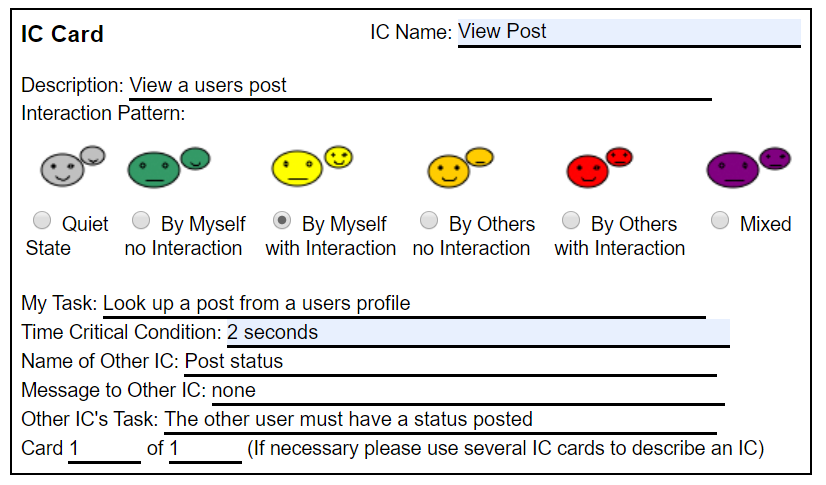 IC Card IC Name: View Post
Description: View a users post
Interaction Pattern:
Quiet State
By Myself no Interaction
By Myself with Interaction
By Others no Interaction
By Others with Interaction
Mixed
My Task: Look up a post from a users profile
Time Critical Condition: 2 seconds
Name of Other IC: Post status
Message to Other IC: none
Other IC's Task: The other user must have a status posted
Card 1 of 1 (If necessary please use several IC cards to describe an IC)